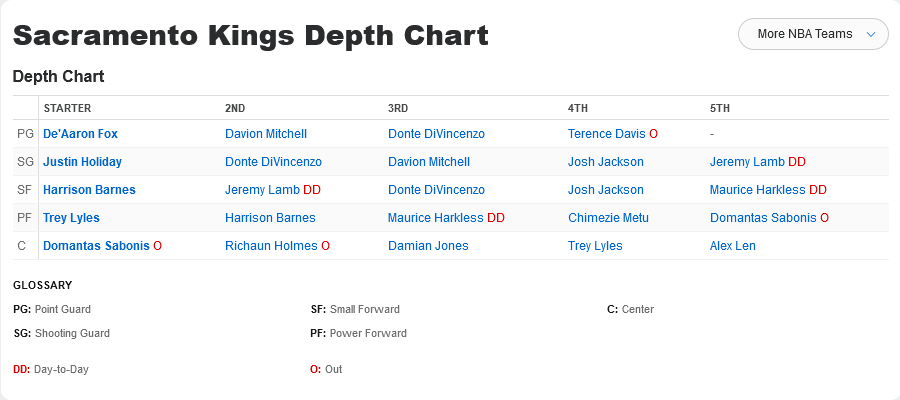 Sacramento Kings Depth Chart
More NBA Teams
Depth Chart
STARTER 2ND 3RD 4TH 5TH
PG De'Aaron Fox Davion Mitchell Donte DiVincenzo Terence Davis O -
SG Justin Holiday Donte DiVincenzo Davion Mitchell Josh Jackson Jeremy Lamb DD
SF Harrison Barnes Jeremy Lamb DD Donte DiVincenzo Josh Jackson Maurice Harkless DD
PF Trey Lyles Harrison Barnes Maurice Harkless DD Chimezie Metu Domantas Sabonis O
C Domantas Sabonis O Richaun Holmes O Damian Jones Trey Lyles Alex Len
GLOSSARY
PG: Point Guard SF: Small Forward C: Center
SG: Shooting Guard PF: Power Forward
DD: Day-to-Day O: Out